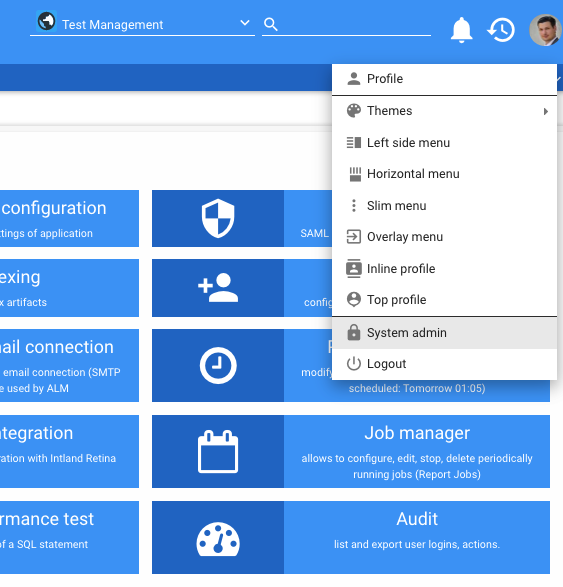 Test Management
Profile
Themes
Left side menu
Horizontal menu
Slim menu
Overlay menu
Inline profile
Top profile
System admin
Logout
configuration
ttings of application
SAML
exing
x artifacts
config
ail connection
email connection (SMTP
e used by ALM
modify
scheduled: Tomorrow 01:05)
ntegration
ration with Intland Retina
Job manager
allows to configure, edit, stop, delete periodically
running jobs (Report Jobs)
rmance test
of a SQL statement
Audit
list and export user logins, actions.